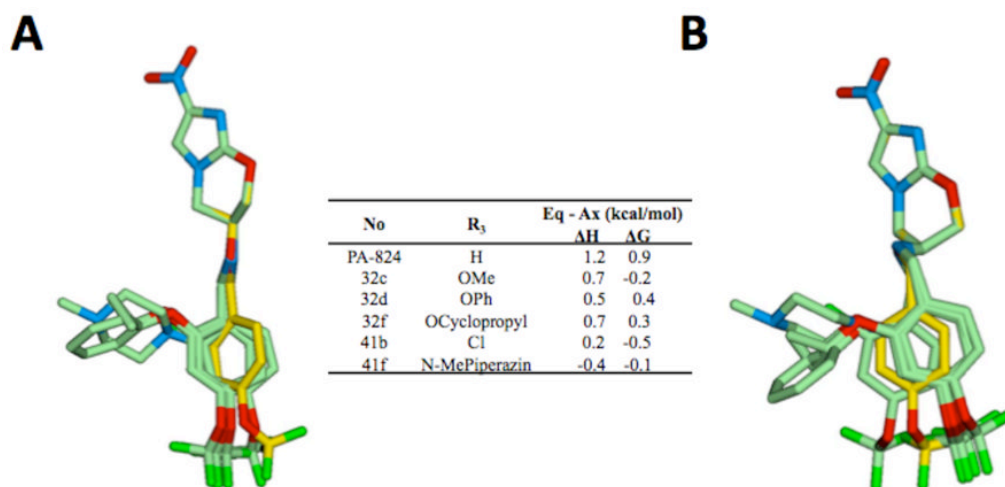 A
B
No R₃ Eq - Ax (kcal/mol)
ΔH ΔG
PA-824 H 1.2 0.9
32c OMe 0.7 -0.2
32d OPh 0.5 0.4
32f OCyclopropyl 0.7 0.3
41b Cl 0.2 -0.5
41f N-MePiperazin -0.4 -0.1